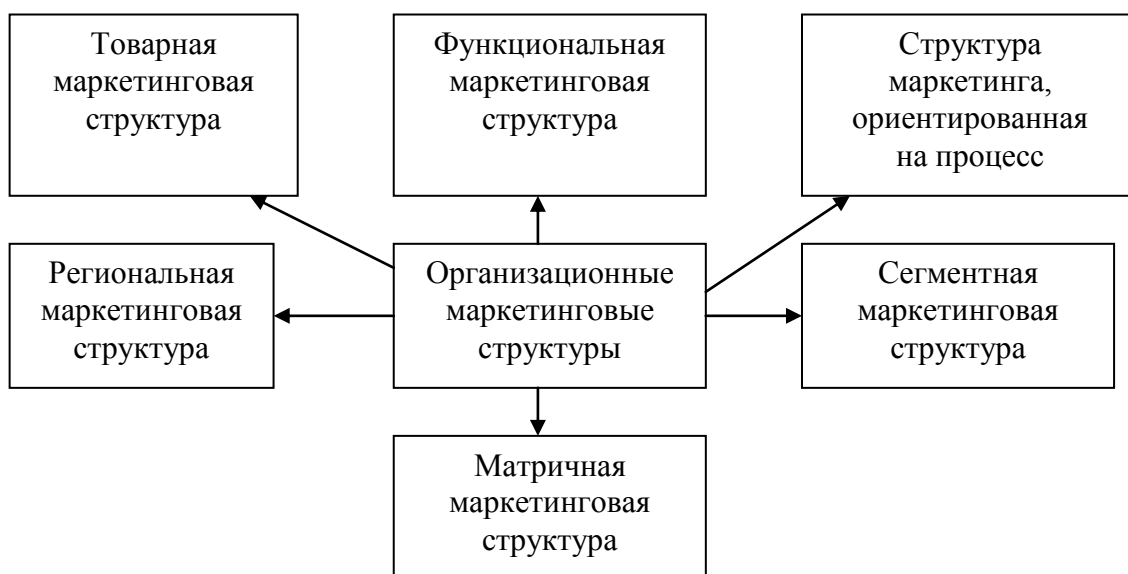 Товарная
маркетинговая
структура
Функциональная
маркетинговая
структура
Структура
маркетинга,
ориентированная
на процесс
Региональная
маркетинговая
структура
Организационные
маркетинговые
структуры
Сегментная
маркетинговая
структура
Матричная
маркетинговая
структура